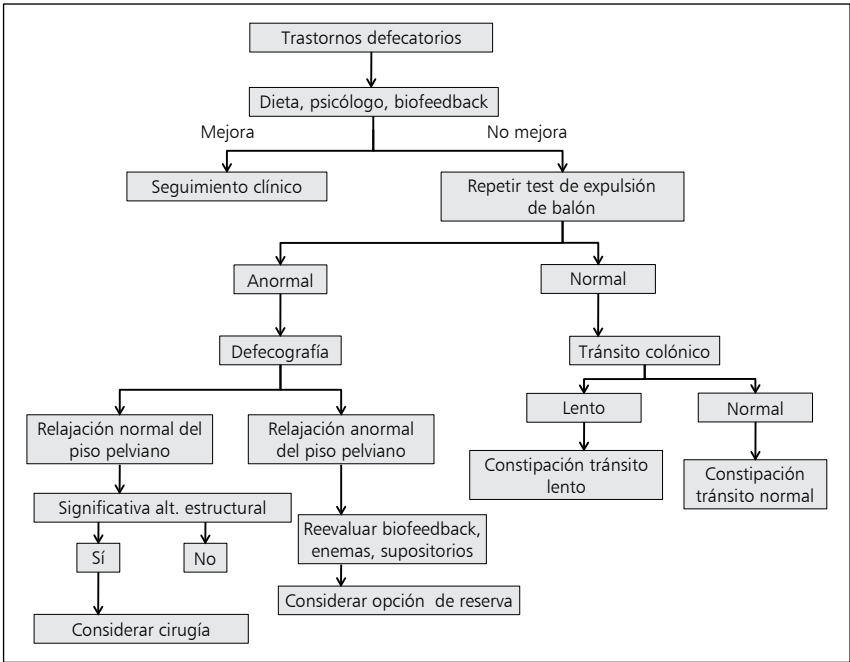 Trastornos defecatorios
Dieta, psicólogo, biofeedback
Mejora
No mejora
Seguimiento clínico
Repetir test de expulsión
de balón
Anormal
Normal
Defecografía
Tránsito colónico
Relajación normal del
piso pelviano
Relajación anormal
del piso pelviano
Lento
Normal
Constipación tránsito
lento
Constipación
tránsito normal
Significativa alt. estructural
Reevaluar biofeedback,
enemas, supositorios
Sí
No
Considerar opción de reserva
Considerar cirugía